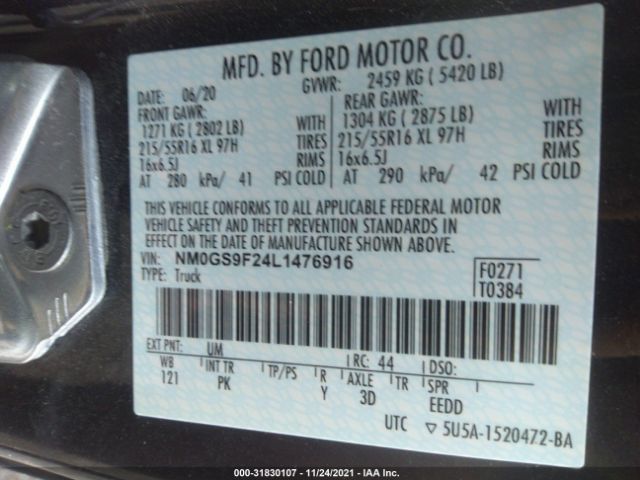 MFD. BY FORD MOTOR CO.
DATE: 06/20 GVWR: 2459 KG ( 5420 LB)
FRONT GAWR: REAR GAWR:
1271 KG ( 2802 LB) WITH 1304 KG ( 2875 LB) WITH
215/55R16 XL 97H TIRES 215/55R16 XL 97H TIRES
16x6.5J RIMS 16x6.5J RIMS
AT 280 kPa/ 41 PSI COLD AT 290 kPa/ 42 PSI COLD
THIS VEHICLE CONFORMS TO ALL APPLICABLE FEDERAL MOTOR
VEHICLE SAFETY AND THEFT PREVENTION STANDARDS IN
EFFECT ON THE DATE OF MANUFACTURE SHOWN ABOVE.
VIN: NM0GS9F24L1476916 F0271
TYPE: Truck T0384
EXT PNT: UM RC: 44 DSO:
WB INT TR TP/PS R AXLE TR SPR
121 PK Y 3D EEDD
UTC ▽ 5U5A-1520472-BA
000-31830107 - 11/24/2021 - IAA Inc.